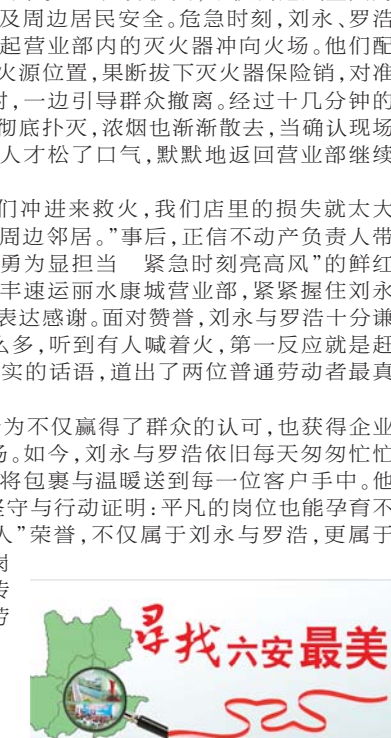 及周边居民安全。危急时刻,刘永、罗浩
起营业部内的灭火器冲向火场。他们配
火源位置,果断拔下灭火器保险销,对准
时,一边引导群众撤离。经过十几分钟的
彻底扑灭,浓烟也渐渐散去,当确认现场
人才松了口气,默默地返回营业部继续
们冲进来救火,我们店里的损失就太大
周边邻居。”事后,正信不动产负责人带
勇为显担当 紧急时刻亮高风”的鲜红
丰速运丽水康城营业部,紧紧握住刘永
表达感谢。面对赞誉,刘永与罗浩十分谦
么多,听到有人喊着火,第一反应就是赶
实的话语,道出了两位普通劳动者最真
为不仅赢得了群众的认可,也获得企业
扬。如今,刘永与罗浩依旧每天匆匆忙忙
将包裹与温暖送到每一位客户手中。他
坚守与行动证明:平凡的岗位也能孕育不
人”荣誉,不仅属于刘永与罗浩,更属于
岗
传
劳
寻找六安最美